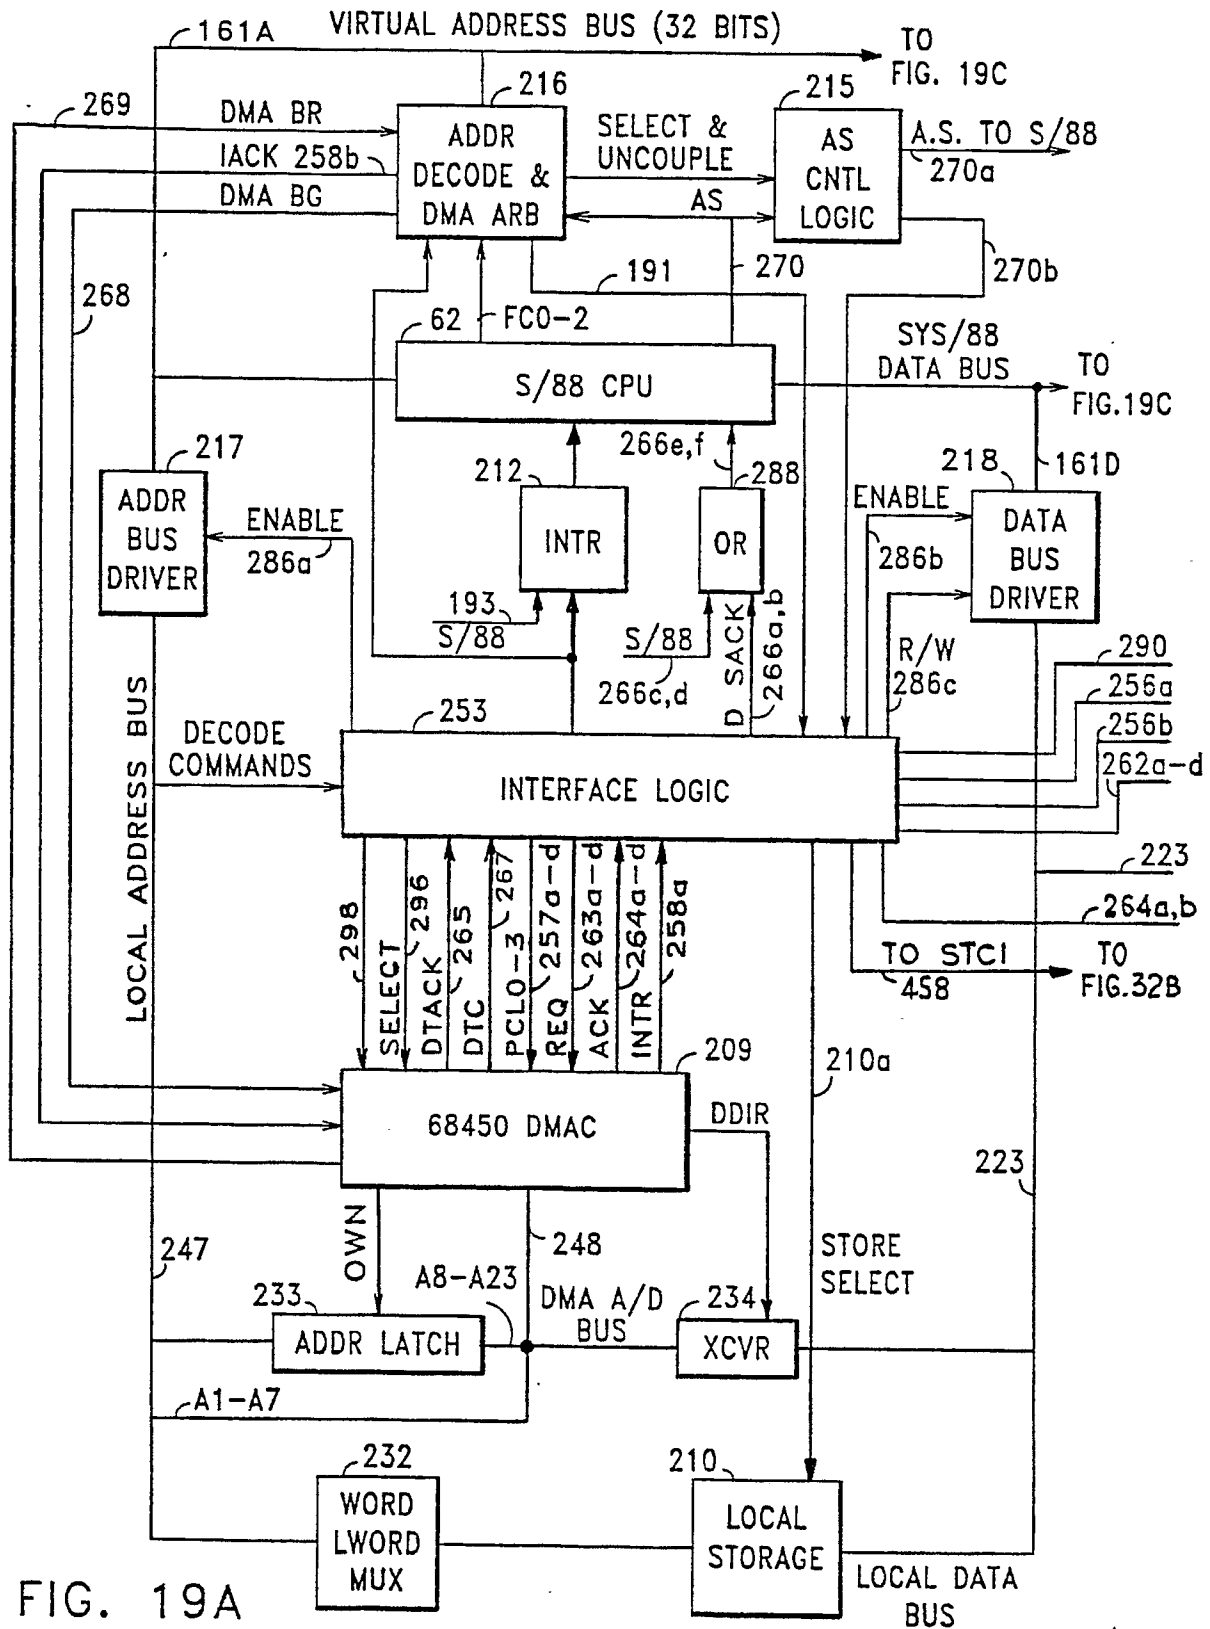 161A
VIRTUAL ADDRESS BUS (32 BITS)
TO
FIG. 19C
269
DMA BR
IACK 258b
DMA BG
216
ADDR
DECODE &
DMA ARB
SELECT &
UNCOUPLE
AS
215
AS
CNTL
LOGIC
A.S. TO S/88
270a
268
191
270
270b
62
FC0-2
S/88 CPU
SYS/88
DATA BUS
TO
FIG.19C
217
ADDR
BUS
DRIVER
ENABLE
286a
212
INTR
266e,f
288
OR
218
161D
ENABLE
286b
DATA
BUS
DRIVER
193
S/88
S/88
266c,d
D SACK
266a,b
R/W
286c
290
256a
256b
262a-d
LOCAL ADDRESS BUS
DECODE
COMMANDS
253
INTERFACE LOGIC
223
264a,b
TO STCI
458
TO
FIG.32B
298
SELECT
296
DTACK
265
DTC
267
PCL0-3
257a-d
REQ
263a-d
ACK
264a-d
INTR
258a
209
68450 DMAC
DDIR
210a
223
OWN
248
247
233
ADDR LATCH
A8-A23
DMA A/D
BUS
234
XCVR
STORE
SELECT
A1-A7
232
WORD
LWORD
MUX
210
LOCAL
STORAGE
LOCAL DATA
BUS
FIG. 19A